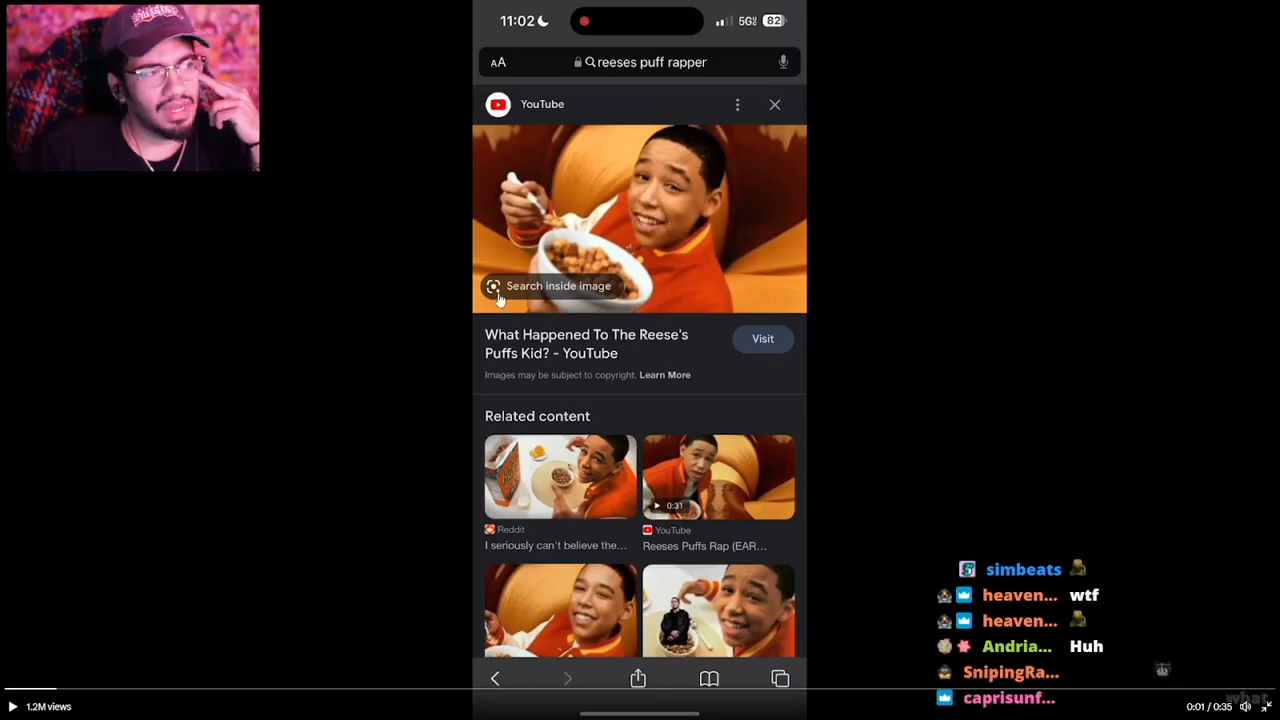 11:02
5G
82
AA
reeses puff rapper
YouTube
Search inside image
What Happened To The Reese's
Puffs Kid? - YouTube
Visit
Images may be subject to copyright. Learn More
Related content
0:31
Reddit
I seriously can't believe the...
YouTube
Reeses Puffs Rap (EAR...
simbeats
heaven... wtf
heaven...
Andria... Huh
SnipingRa...
caprisunf...
what
1.2M views
0:01 / 0:35